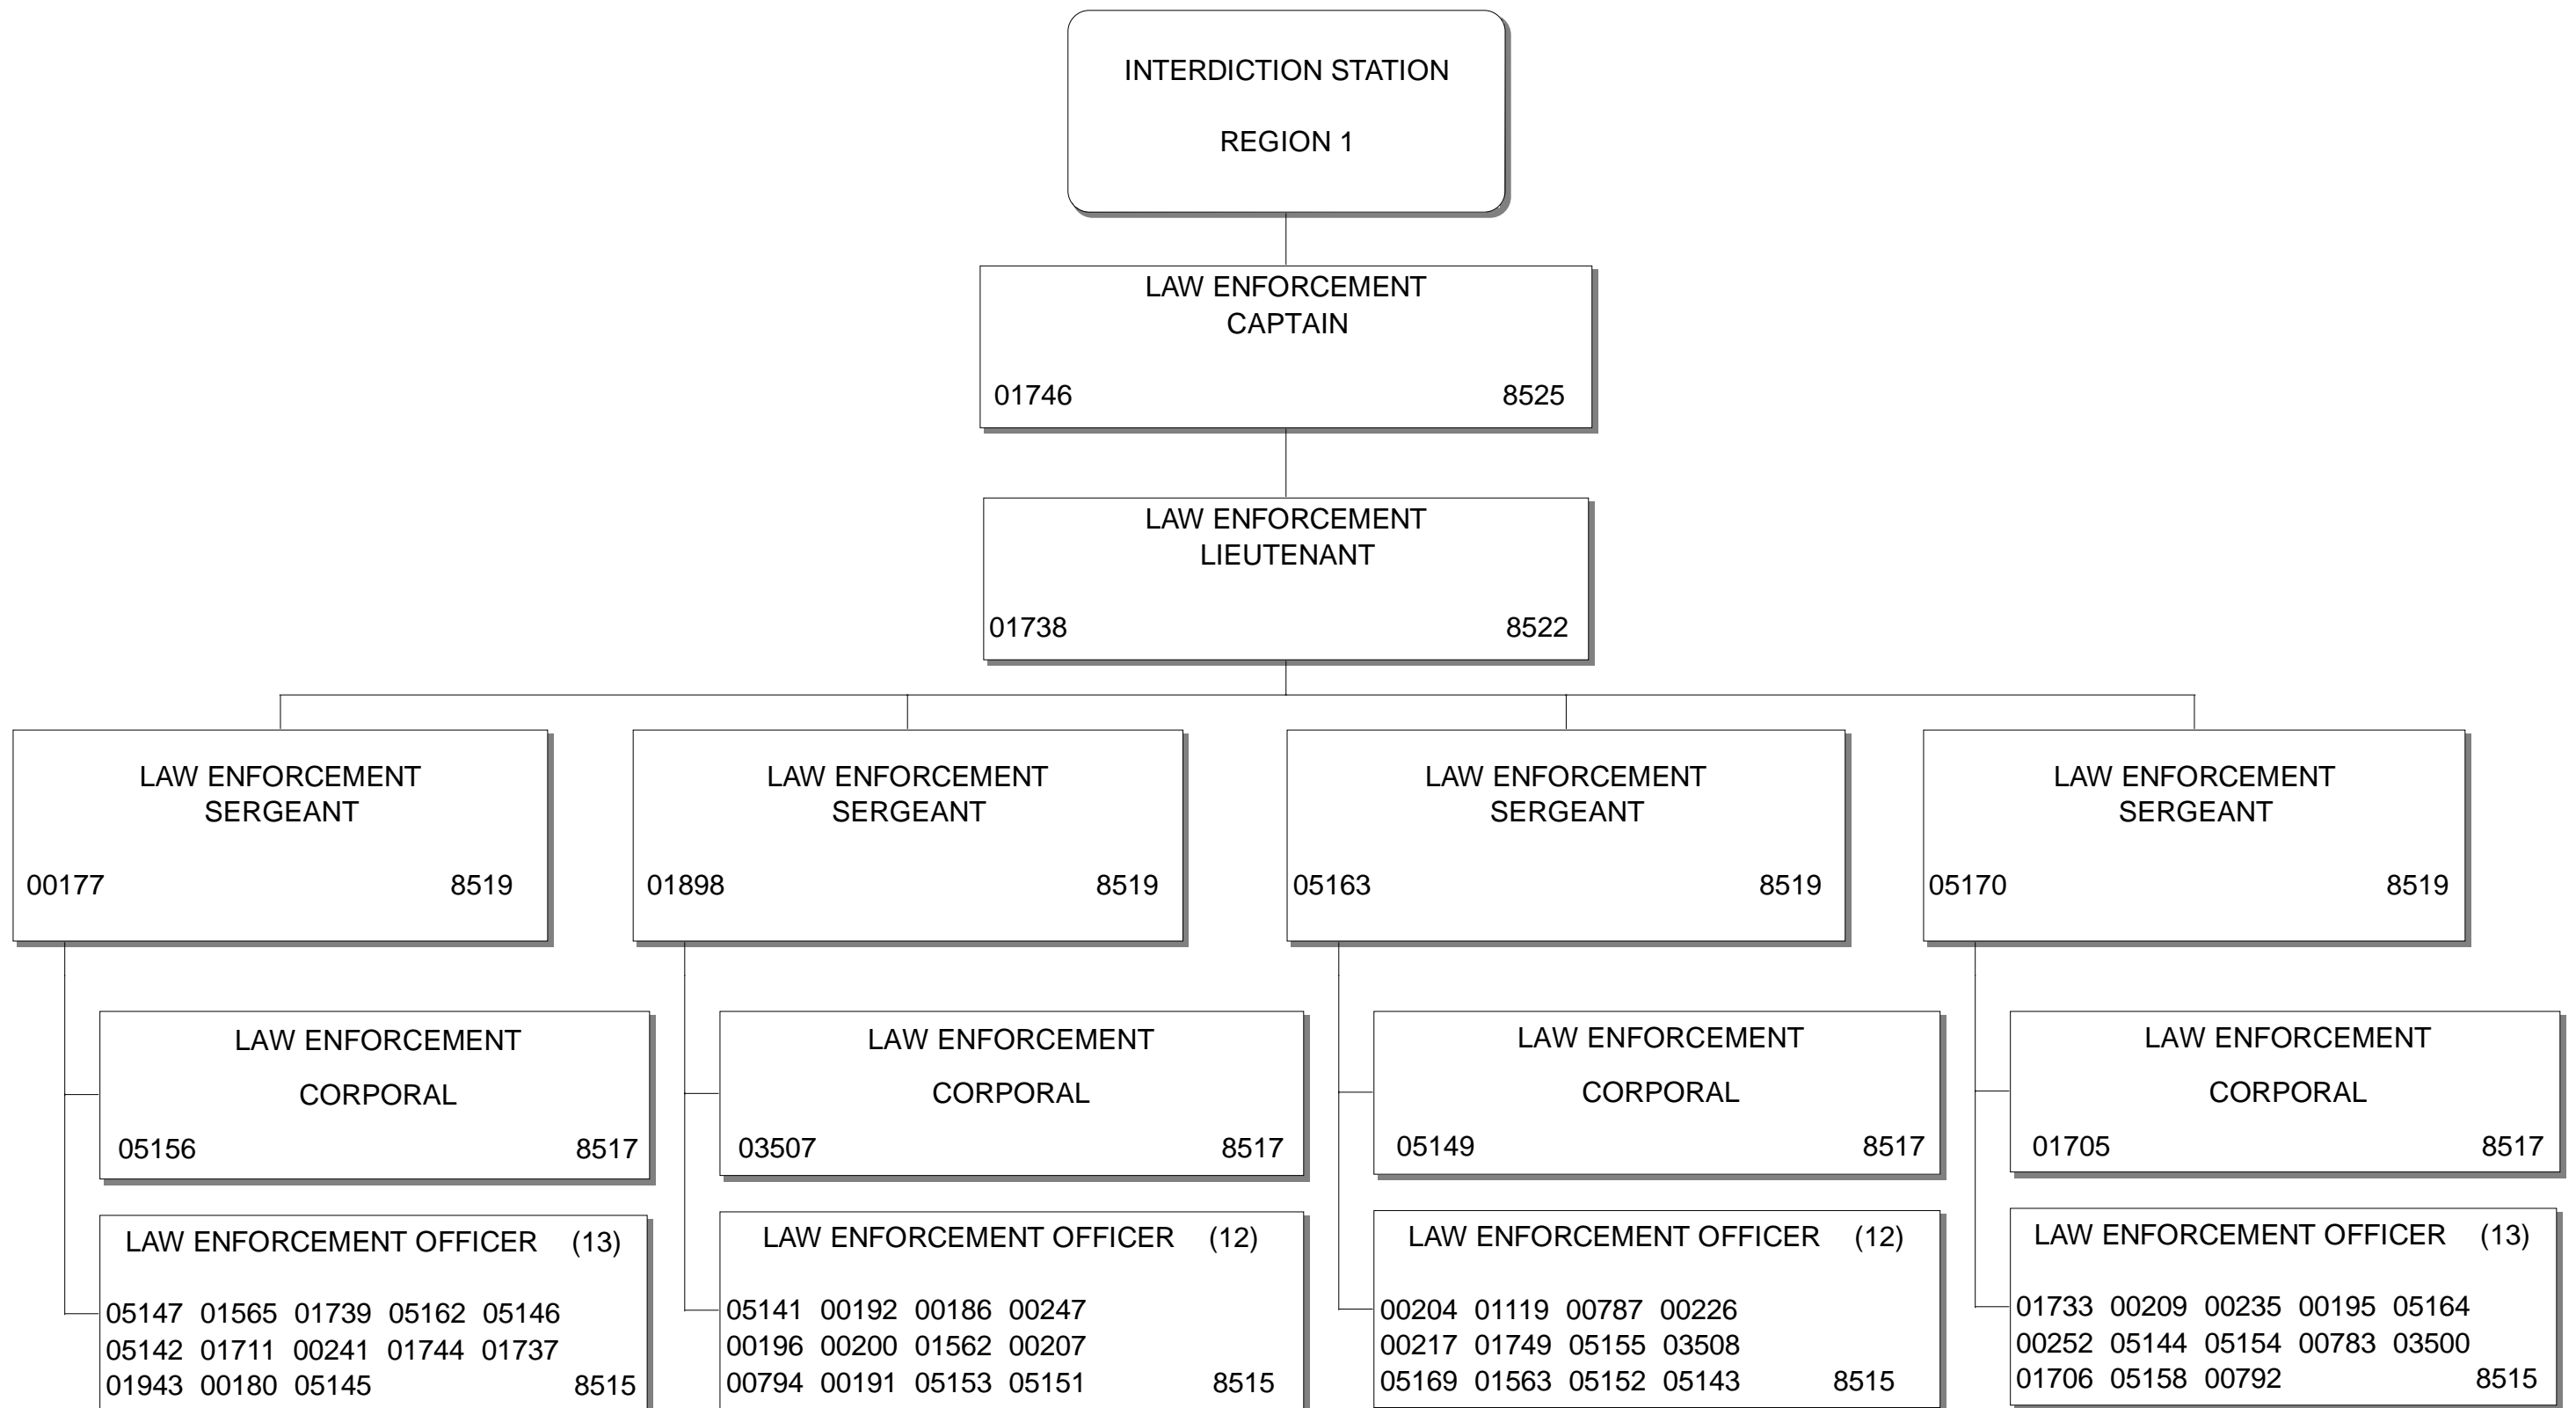 INTERDICTION STATION
REGION 1
LAW ENFORCEMENT
CAPTAIN
01746 8525
LAW ENFORCEMENT
LIEUTENANT
01738 8522
LAW ENFORCEMENT
SERGEANT
00177 8519
LAW ENFORCEMENT
CORPORAL
05156 8517
LAW ENFORCEMENT OFFICER (13)
05147 01565 01739 05162 05146
05142 01711 00241 01744 01737
01943 00180 05145 8515
LAW ENFORCEMENT
SERGEANT
01898 8519
LAW ENFORCEMENT
CORPORAL
03507 8517
LAW ENFORCEMENT OFFICER (12)
05141 00192 00186 00247
00196 00200 01562 00207
00794 00191 05153 05151 8515
LAW ENFORCEMENT
SERGEANT
05163 8519
LAW ENFORCEMENT
CORPORAL
05149 8517
LAW ENFORCEMENT OFFICER (12)
00204 01119 00787 00226
00217 01749 05155 03508
05169 01563 05152 05143 8515
LAW ENFORCEMENT
SERGEANT
05170 8519
LAW ENFORCEMENT
CORPORAL
01705 8517
LAW ENFORCEMENT OFFICER (13)
01733 00209 00235 00195 05164
00252 05144 05154 00783 03500
01706 05158 00792 8515